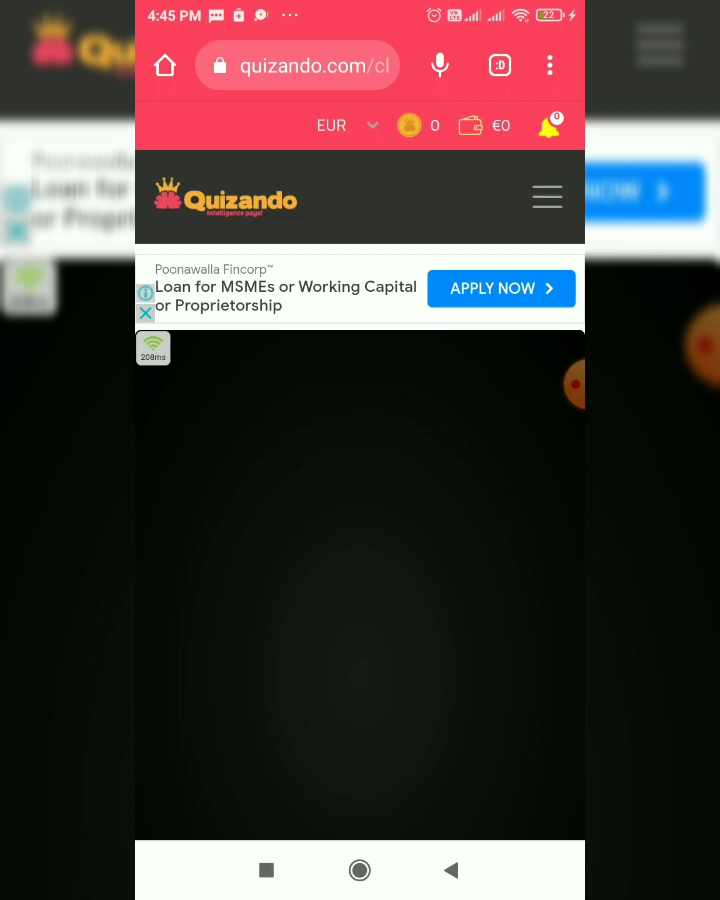 4:45 PM
22
quizando.com/cl
:D
EUR
0
€0
0
Quizando
Intelligence pays!
Poonawalla Fincorp™
Loan for MSMEs or Working Capital
or Proprietorship
APPLY NOW
208ms